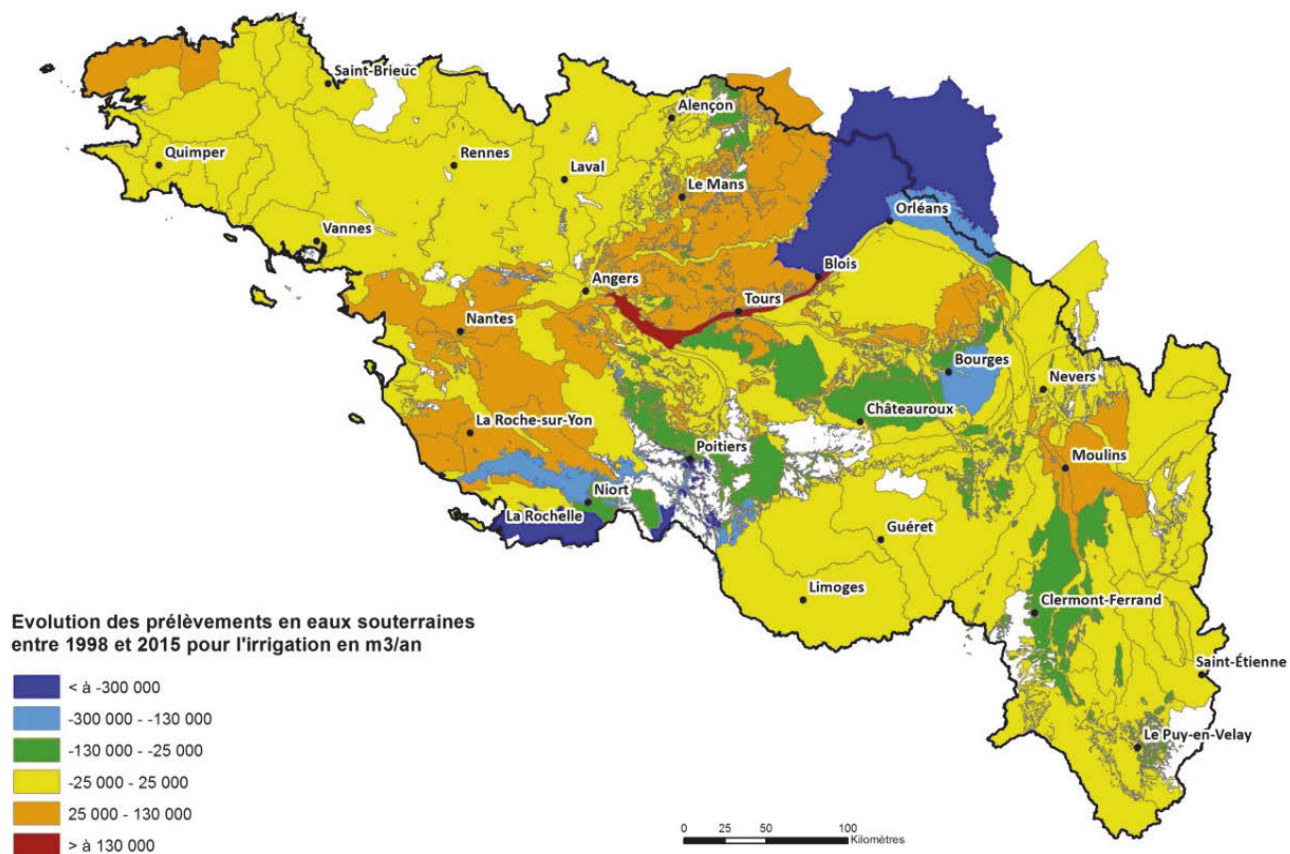 Saint-Brieuc
Alençon
Quimper
Rennes
Laval
Le Mans
Orléans
Vannes
Blois
Angers
Tours
Nantes
Bourges
Nevers
Châteauroux
La Roche-sur-Yon
Poitiers
Moulins
Niort
La Rochelle
Guéret
Limoges
Clermont-Ferrand
Saint-Étienne
Le Puy-en-Velay
Evolution des prélèvements en eaux souterraines
entre 1998 et 2015 pour l'irrigation en m3/an
< à -300 000
-300 000 - -130 000
-130 000 - -25 000
-25 000 - 25 000
25 000 - 130 000
> à 130 000
0 25 50 100
Kilomètres